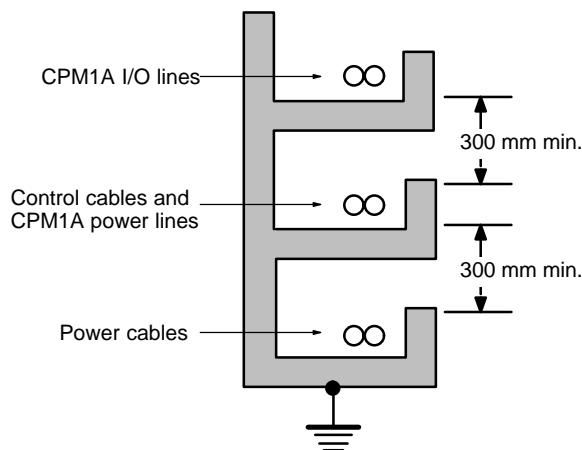 CPM1A I/O lines
300 mm min.
Control cables and
CPM1A power lines
300 mm min.
Power cables